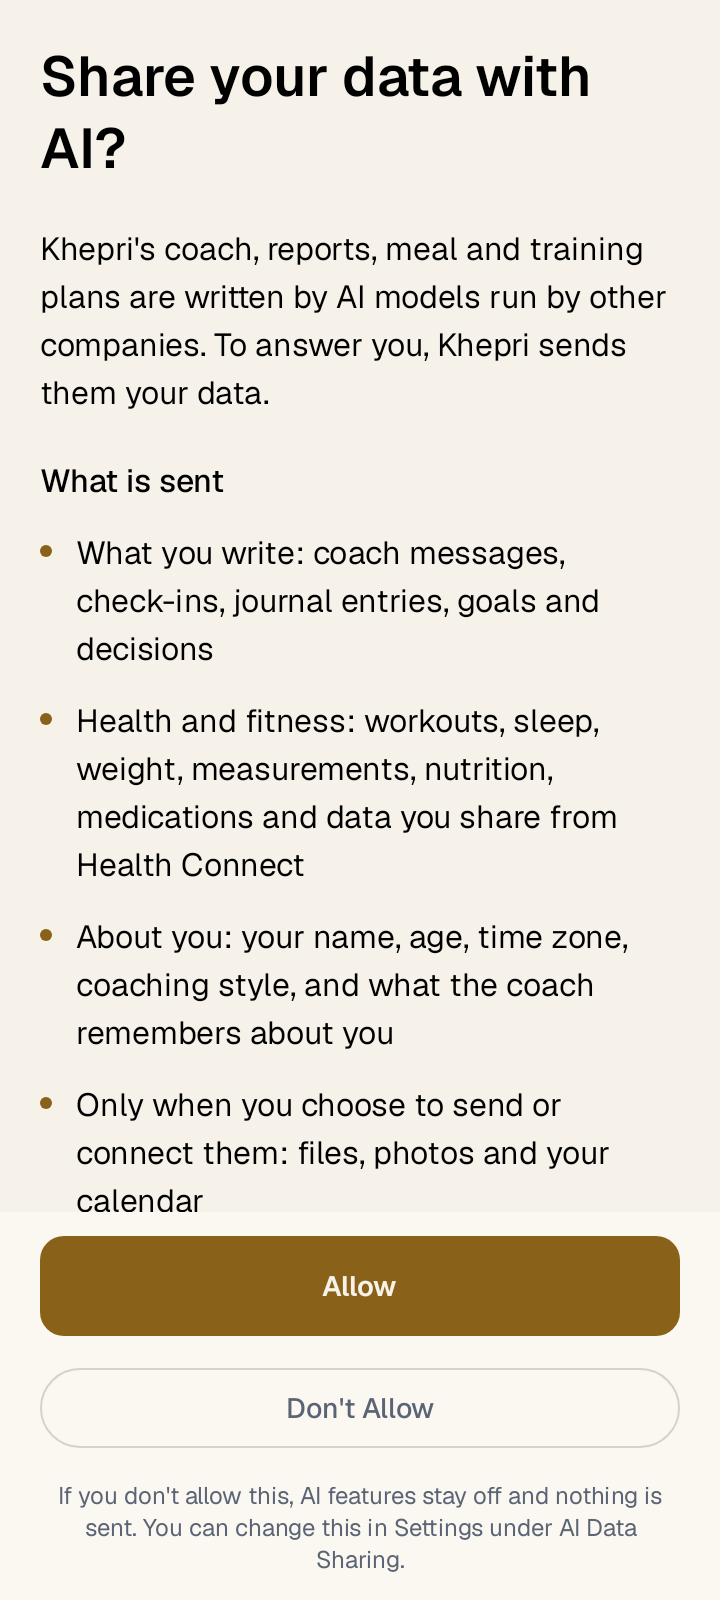 Share your data with
AI?
Khepri's coach, reports, meal and training
plans are written by AI models run by other
companies. To answer you, Khepri sends
them your data.
What is sent
What you write: coach messages,
check-ins, journal entries, goals and
decisions
Health and fitness: workouts, sleep,
weight, measurements, nutrition,
medications and data you share from
Health Connect
About you: your name, age, time zone,
coaching style, and what the coach
remembers about you
Only when you choose to send or
connect them: files, photos and your
calendar
Allow
Don't Allow
If you don't allow this, AI features stay off and nothing is
sent. You can change this in Settings under AI Data
Sharing.